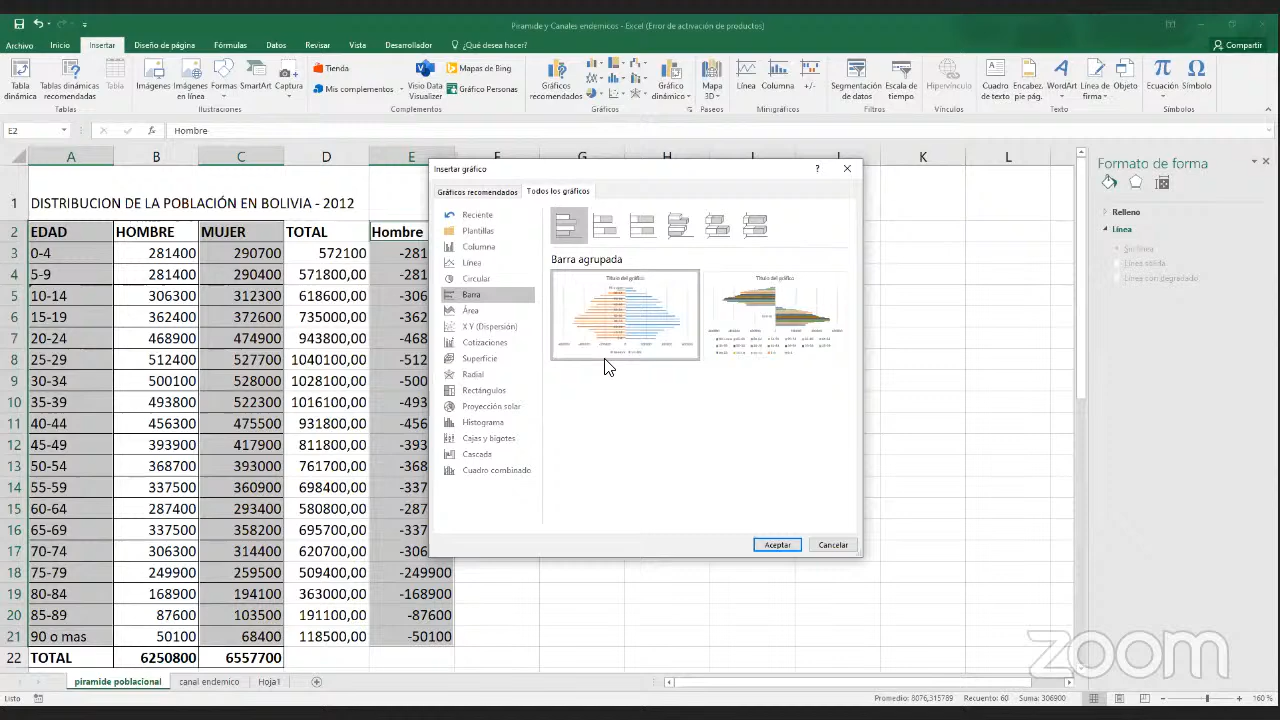 Piramide y Canales endemicos - Excel (Error de activación de productos)
Archivo Inicio Insertar Diseño de página Fórmulas Datos Revisar Vista Desarrollador ¿Qué desea hacer? Compartir
Tabla dinámica
Tablas dinámicas recomendadas
Tabla
Imágenes
Imágenes en línea
Formas
SmartArt
Captura
Tienda
Mis complementos
Visio Data Visualizer
Mapas de Bing
Gráfico Personas
Gráficos recomendados
Gráfico dinámico
Mapa 3D
Línea
Columna
+/-
Segmentación de datos
Escala de tiempo
Hipervínculo
Cuadro de texto
Encabez. pie pág.
WordArt
Línea de firma
Objeto
Ecuación
Símbolo
Tablas Ilustraciones Complementos Gráficos Paseos Minigráficos Filtros Vínculos Texto Símbolos
E2 fx Hombre
A B C D E F G H I J K L
1 DISTRIBUCION DE LA POBLACIÓN EN BOLIVIA - 2012
2 EDAD HOMBRE MUJER TOTAL Hombre
3 0-4 281400 290700 572100 -281
4 5-9 281400 290400 571800,00 -281
5 10-14 306300 312300 618600,00 -306
6 15-19 362400 372600 735000,00 -362
7 20-24 468900 474900 943800,00 -468
8 25-29 512400 527700 1040100,00 -512
9 30-34 500100 528000 1028100,00 -500
10 35-39 493800 522300 1016100,00 -493
11 40-44 456300 475500 931800,00 -456
12 45-49 393900 417900 811800,00 -393
13 50-54 368700 393000 761700,00 -368
14 55-59 337500 360900 698400,00 -337
15 60-64 287400 293400 580800,00 -287
16 65-69 337500 358200 695700,00 -337
17 70-74 306300 314400 620700,00 -306
18 75-79 249900 259500 509400,00 -249900
19 80-84 168900 194100 363000,00 -168900
20 85-89 87600 103500 191100,00 -87600
21 90 o mas 50100 68400 118500,00 -50100
22 TOTAL 6250800 6557700
Insertar gráfico ?
Gráficos recomendados Todos los gráficos
Reciente
Plantillas
Columna
Línea
Circular
Barra
Área
X Y (Dispersión)
Cotizaciones
Superficie
Radial
Rectángulos
Proyección solar
Histograma
Cajas y bigotes
Cascada
Cuadro combinado
Barra agrupada
Título del gráfico
Título del gráfico
Aceptar Cancelar
Formato de forma
Relleno
Línea
Sin línea
Línea sólida
Línea con degradado
zoom
piramide poblacional canal endemico Hoja1
Listo Promedio: 8076,315789 Recuento: 60 Suma: 306900 160 %